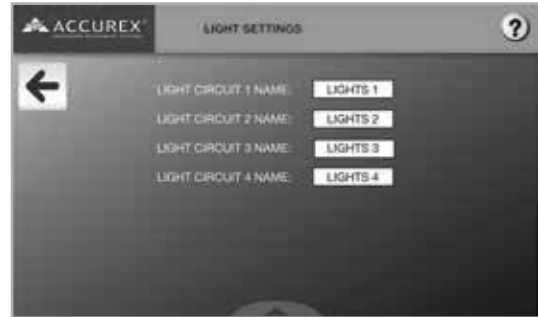 ACCUREX
LIGHT SETTINGS
?
LIGHT CIRCUIT 1 NAME: LIGHTS 1
LIGHT CIRCUIT 2 NAME: LIGHTS 2
LIGHT CIRCUIT 3 NAME: LIGHTS 3
LIGHT CIRCUIT 4 NAME: LIGHTS 4